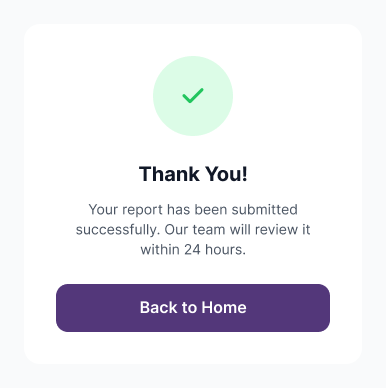 Thank You!
Your report has been submitted
successfully. Our team will review it
within 24 hours.
Back to Home